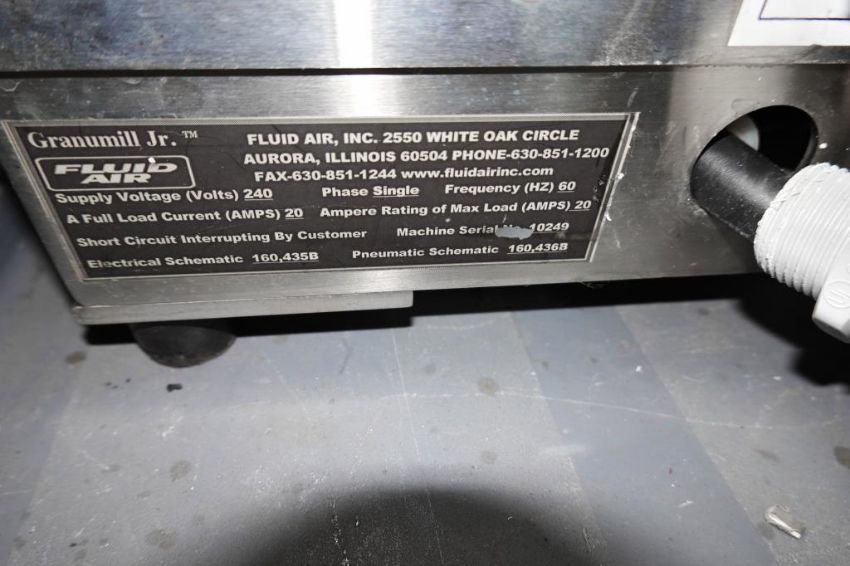 Granumill Jr. ™
FLUID AIR
FLUID AIR, INC. 2550 WHITE OAK CIRCLE
AURORA, ILLINOIS 60504 PHONE-630-851-1200
FAX-630-851-1244 www.fluidairinc.com
Supply Voltage (Volts) 240 Phase Single Frequency (HZ) 60
A Full Load Current (AMPS) 20 Ampere Rating of Max Load (AMPS) 20
Short Circuit Interrupting By Customer Machine Serial No. 10249
Electrical Schematic 160,435B Pneumatic Schematic 160,436B